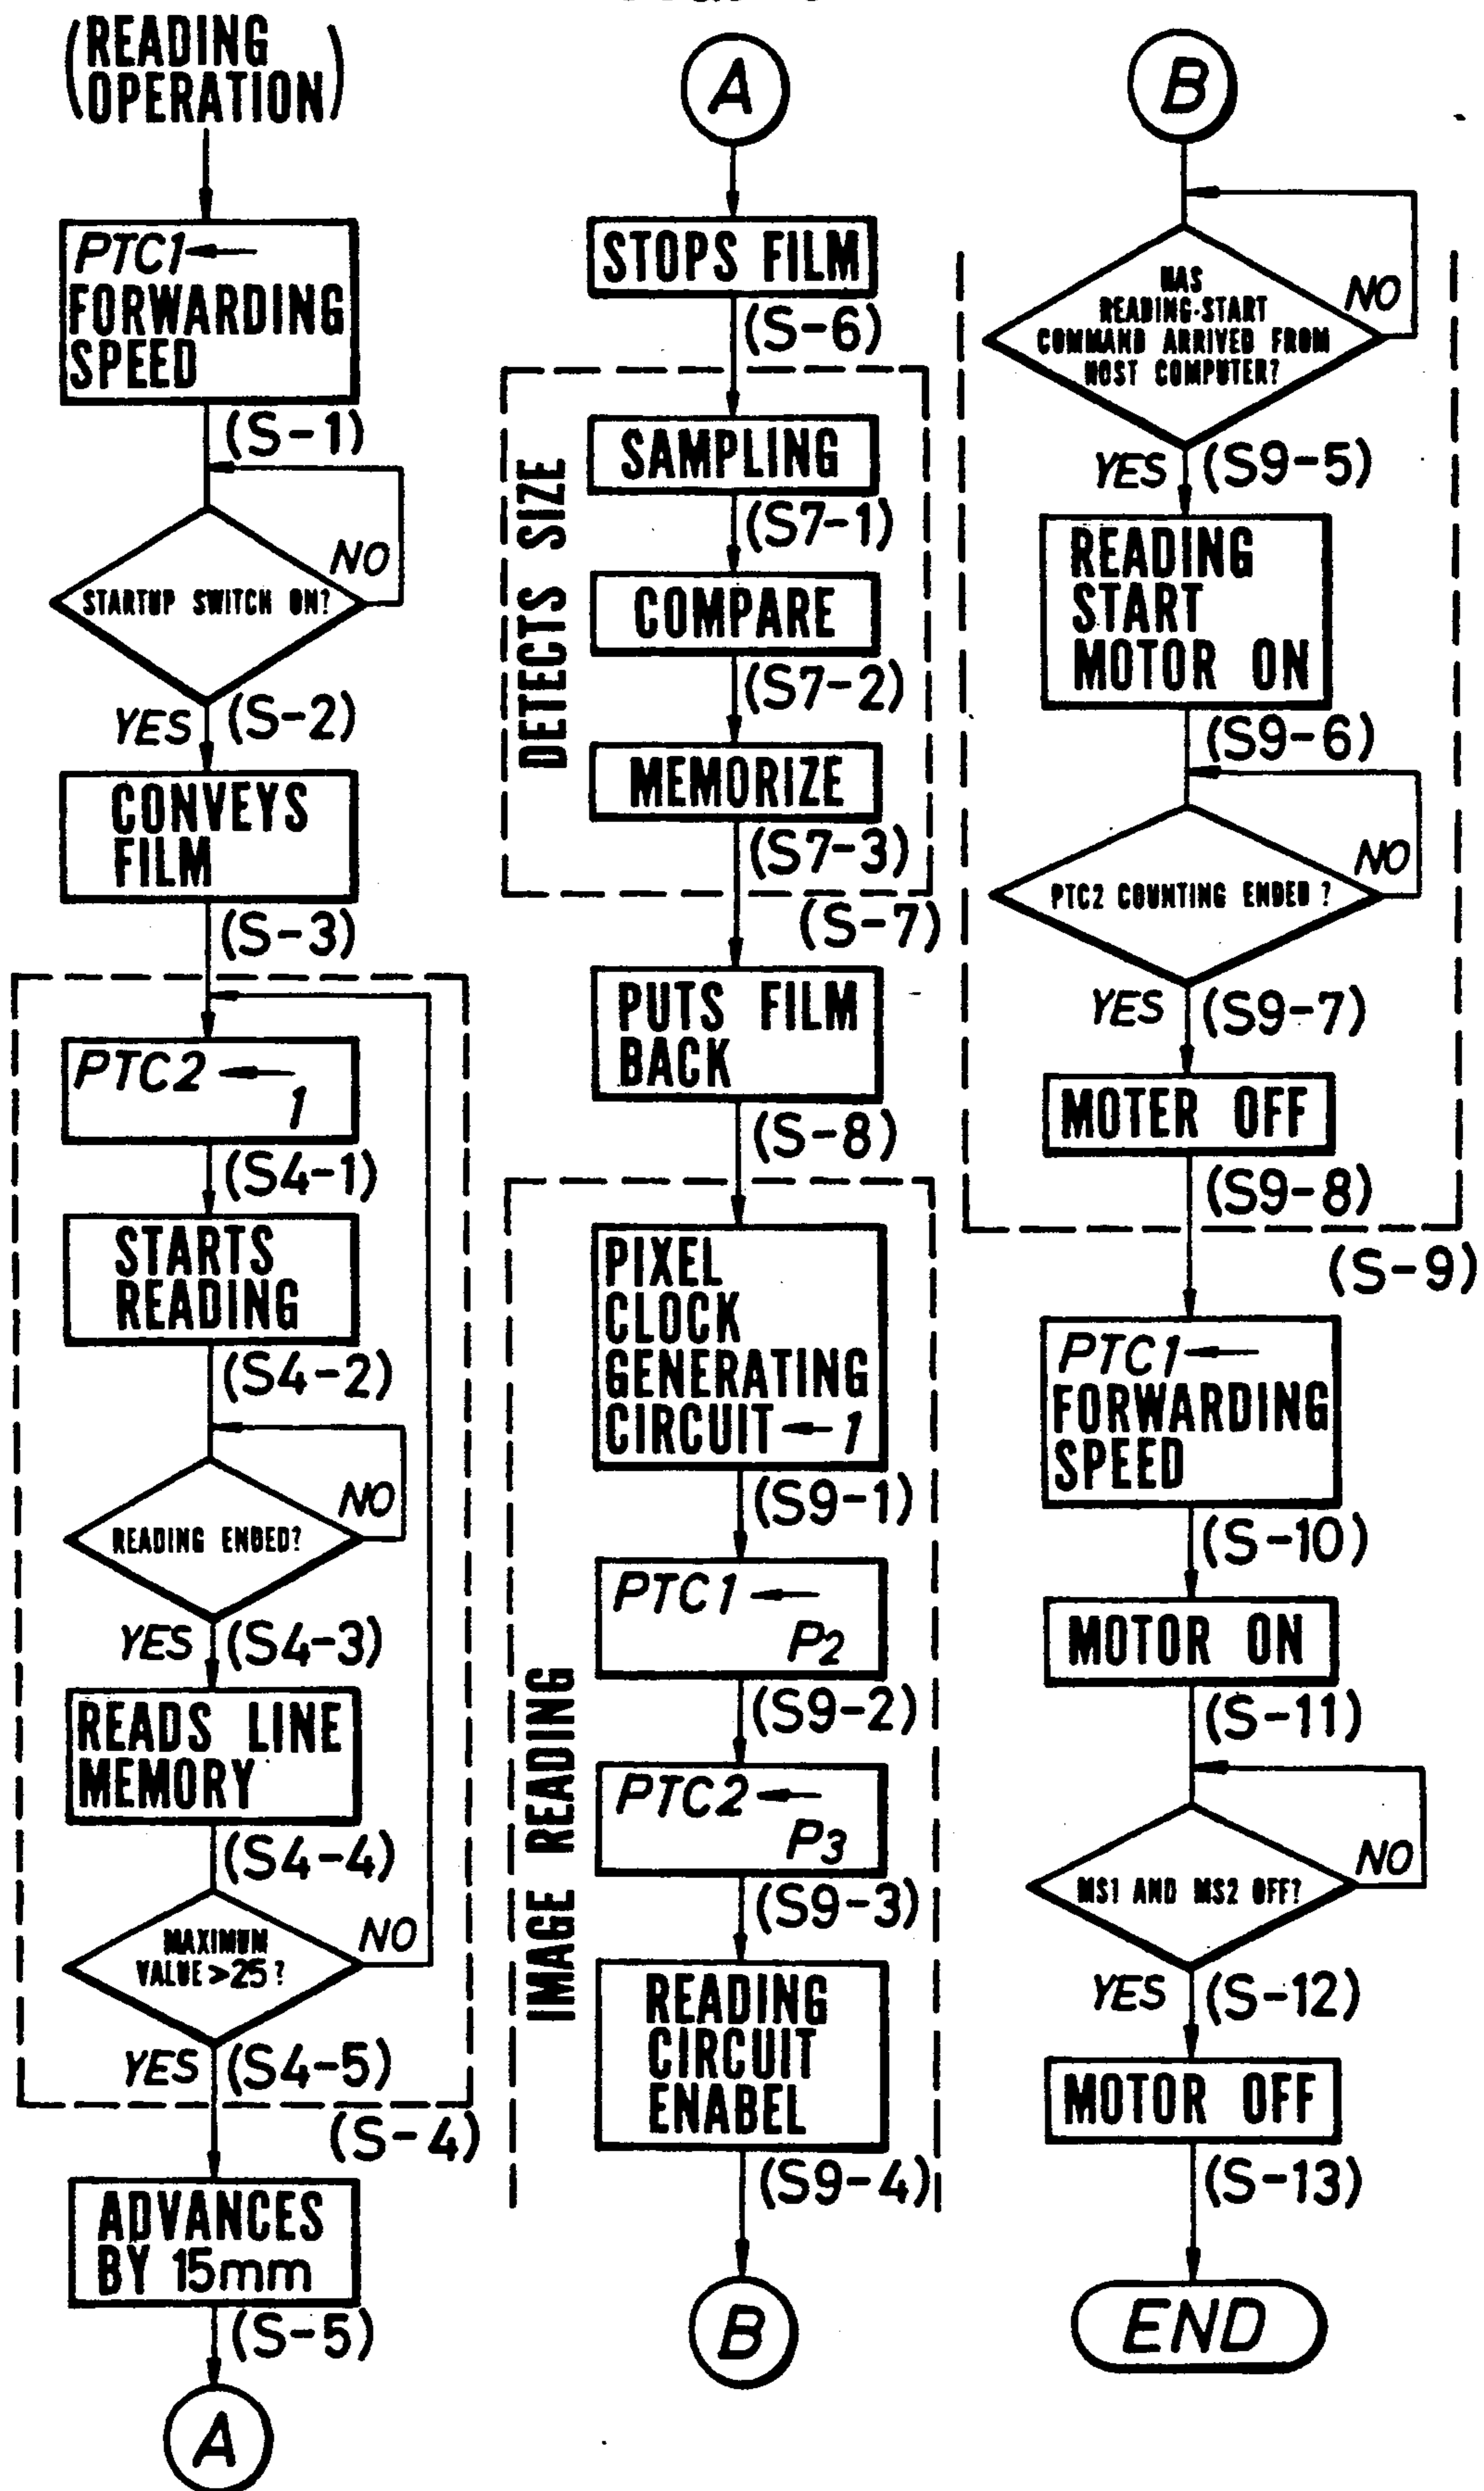 (READING
OPERATION)
PTC1←
FORWARDING
SPEED
(S-1)
STARTUP SWITCH ON?
NO
YES
(S-2)
CONVEYS
FILM
(S-3)
PTC2 ←
1
(S4-1)
STARTS
READING
(S4-2)
READING ENDED?
NO
YES
(S4-3)
READS LINE
MEMORY
(S4-4)
MAXIMUM
VALUE>25?
NO
YES
(S4-5)
(S-4)
ADVANCES
BY 15mm
(S-5)
A
A
STOPS FILM
(S-6)
DETECTS SIZE
SAMPLING
(S7-1)
COMPARE
(S7-2)
MEMORIZE
(S7-3)
(S-7)
PUTS FILM
BACK
(S-8)
IMAGE READING
PIXEL
CLOCK
GENERATING
CIRCUIT←1
(S9-1)
PTC1←
P2
(S9-2)
PTC2←
P3
(S9-3)
READING
CIRCUIT
ENABEL
(S9-4)
B
B
HAS
READING-START
COMMAND ARRIVED FROM
HOST COMPUTER?
NO
YES
(S9-5)
READING
START
MOTOR ON
(S9-6)
PTC2 COUNTING ENDED ?
NO
YES
(S9-7)
MOTER OFF
(S9-8)
(S-9)
PTC1←
FORWARDING
SPEED
(S-10)
MOTOR ON
(S-11)
MS1 AND MS2 OFF?
NO
YES
(S-12)
MOTOR OFF
(S-13)
END